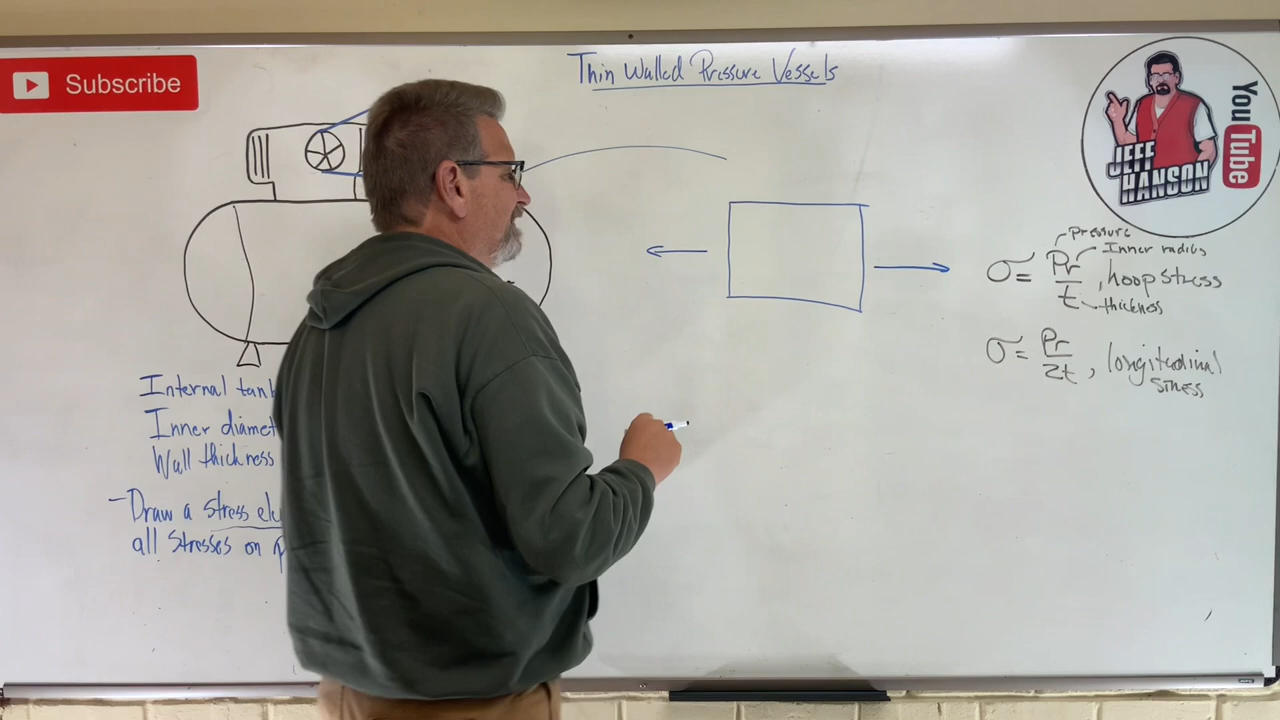 Thin Walled Pressure Vessels
Subscribe
YouTube
JEFF
HANSON
Pressure
Inner radius
σ = Pr/t , hoop stress
thickness
σ = Pr/2t , longitudinal
stress
Internal tank
Inner diamet
Wall thickness
- Draw a stress ele
all stresses on